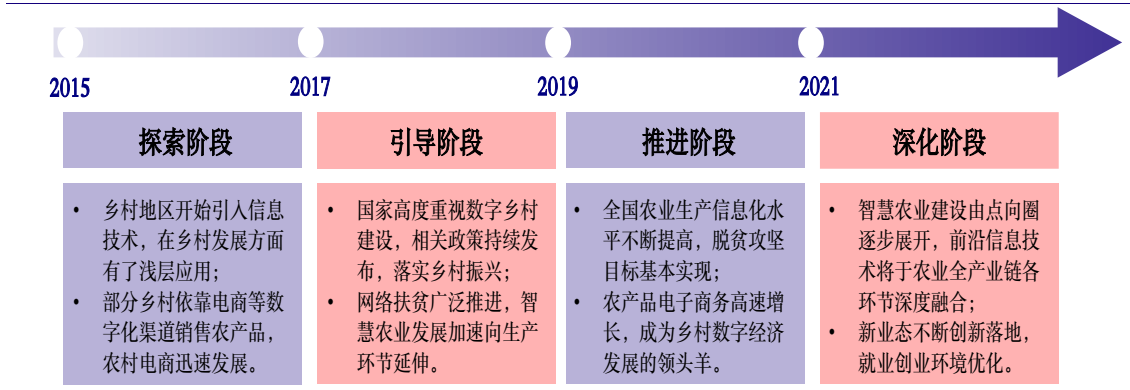 2015
2017
2019
2021
探索阶段
引导阶段
推进阶段
深化阶段
• 乡村地区开始引入信息
技术，在乡村发展方面
有了浅层应用；
• 部分乡村依靠电商等数
字化渠道销售农产品，
农村电商迅速发展。
• 国家高度重视数字乡村
建设，相关政策持续发
布，落实乡村振兴；
• 网络扶贫广泛推进，智
慧农业发展加速向生产
环节延伸。
• 全国农业生产信息化水
平不断提高，脱贫攻坚
目标基本实现；
• 农产品电子商务高速增
长，成为乡村数字经济
发展的领头羊。
• 智慧农业建设由点向圈
逐步展开，前沿信息技
术将于农业全产业链各
环节深度融合；
• 新业态不断创新落地，
就业创业环境优化。